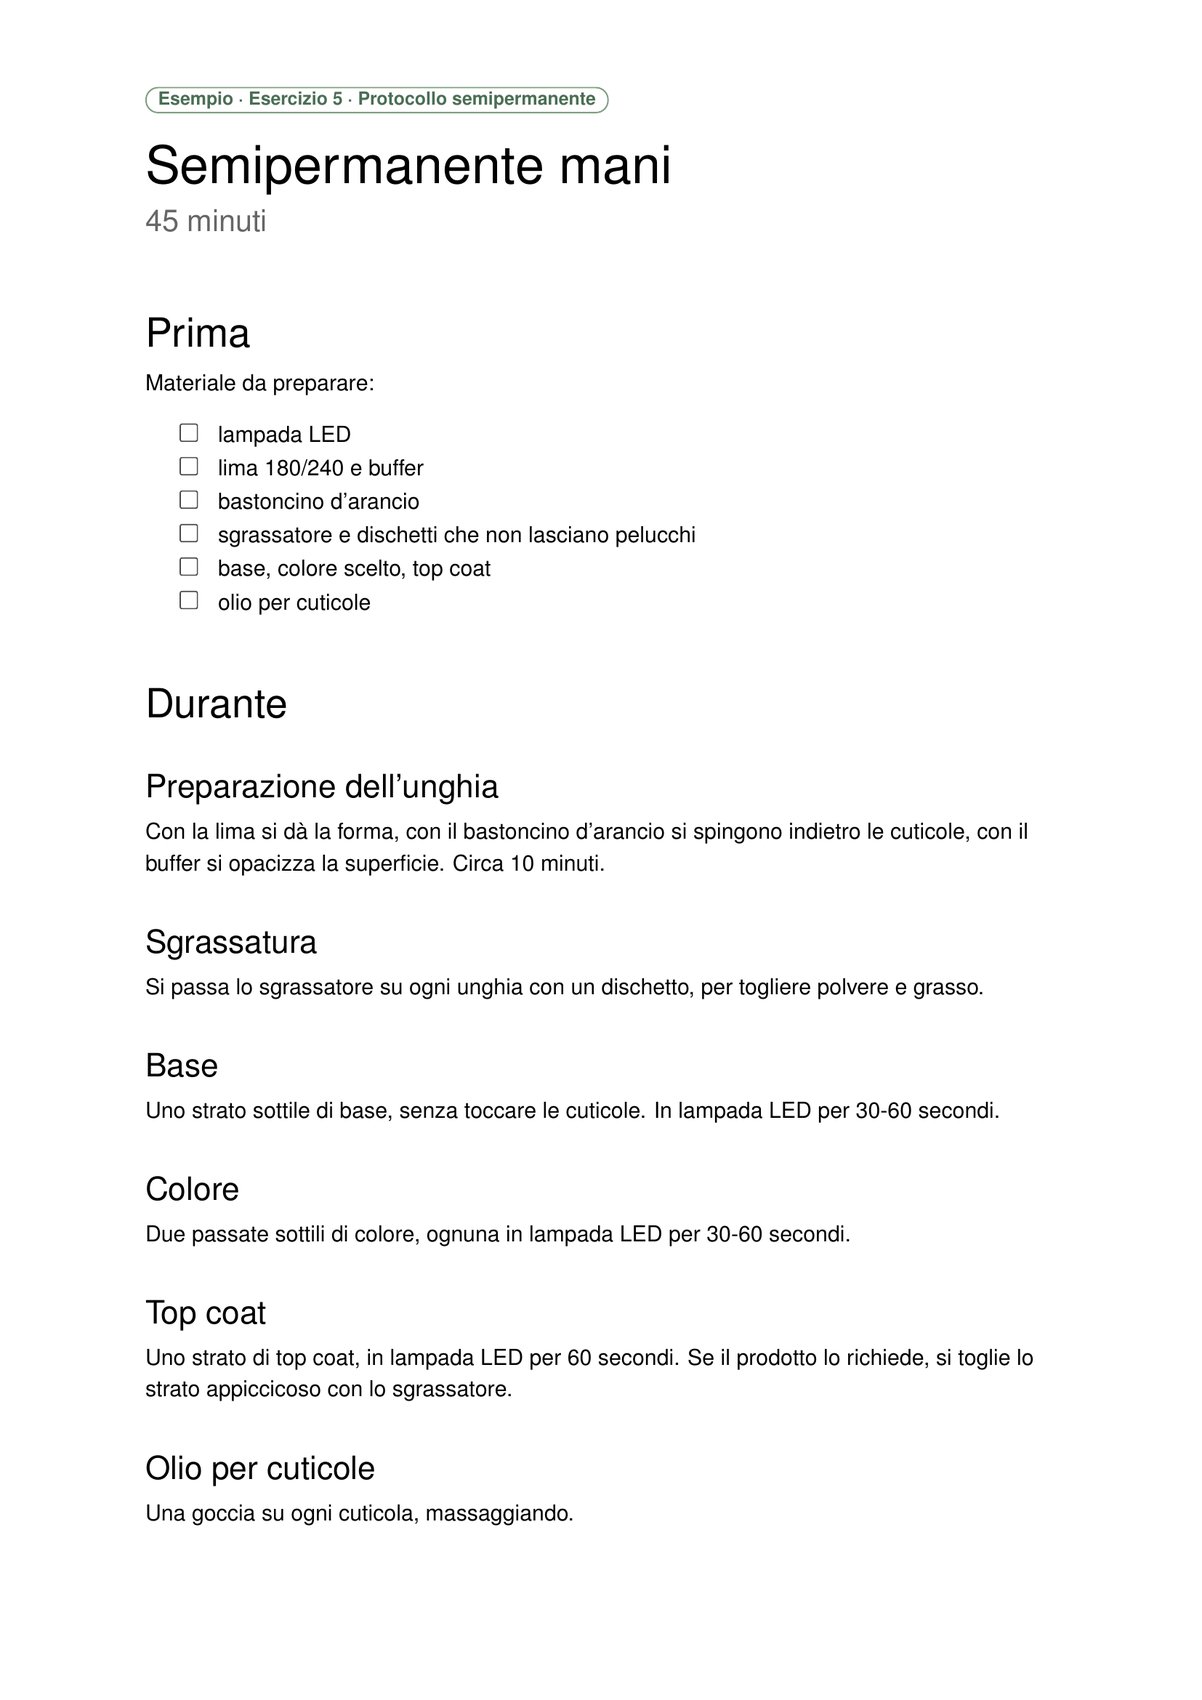 Esempio · Esercizio 5 · Protocollo semipermanente
Semipermanente mani
45 minuti
Prima
Materiale da preparare:
lampada LED
lima 180/240 e buffer
bastoncino d’arancio
sgrassatore e dischetti che non lasciano pelucchi
base, colore scelto, top coat
olio per cuticole
Durante
Preparazione dell’unghia
Con la lima si dà la forma, con il bastoncino d’arancio si spingono indietro le cuticole, con il
buffer si opacizza la superficie. Circa 10 minuti.
Sgrassatura
Si passa lo sgrassatore su ogni unghia con un dischetto, per togliere polvere e grasso.
Base
Uno strato sottile di base, senza toccare le cuticole. In lampada LED per 30-60 secondi.
Colore
Due passate sottili di colore, ognuna in lampada LED per 30-60 secondi.
Top coat
Uno strato di top coat, in lampada LED per 60 secondi. Se il prodotto lo richiede, si toglie lo
strato appiccicoso con lo sgrassatore.
Olio per cuticole
Una goccia su ogni cuticola, massaggiando.